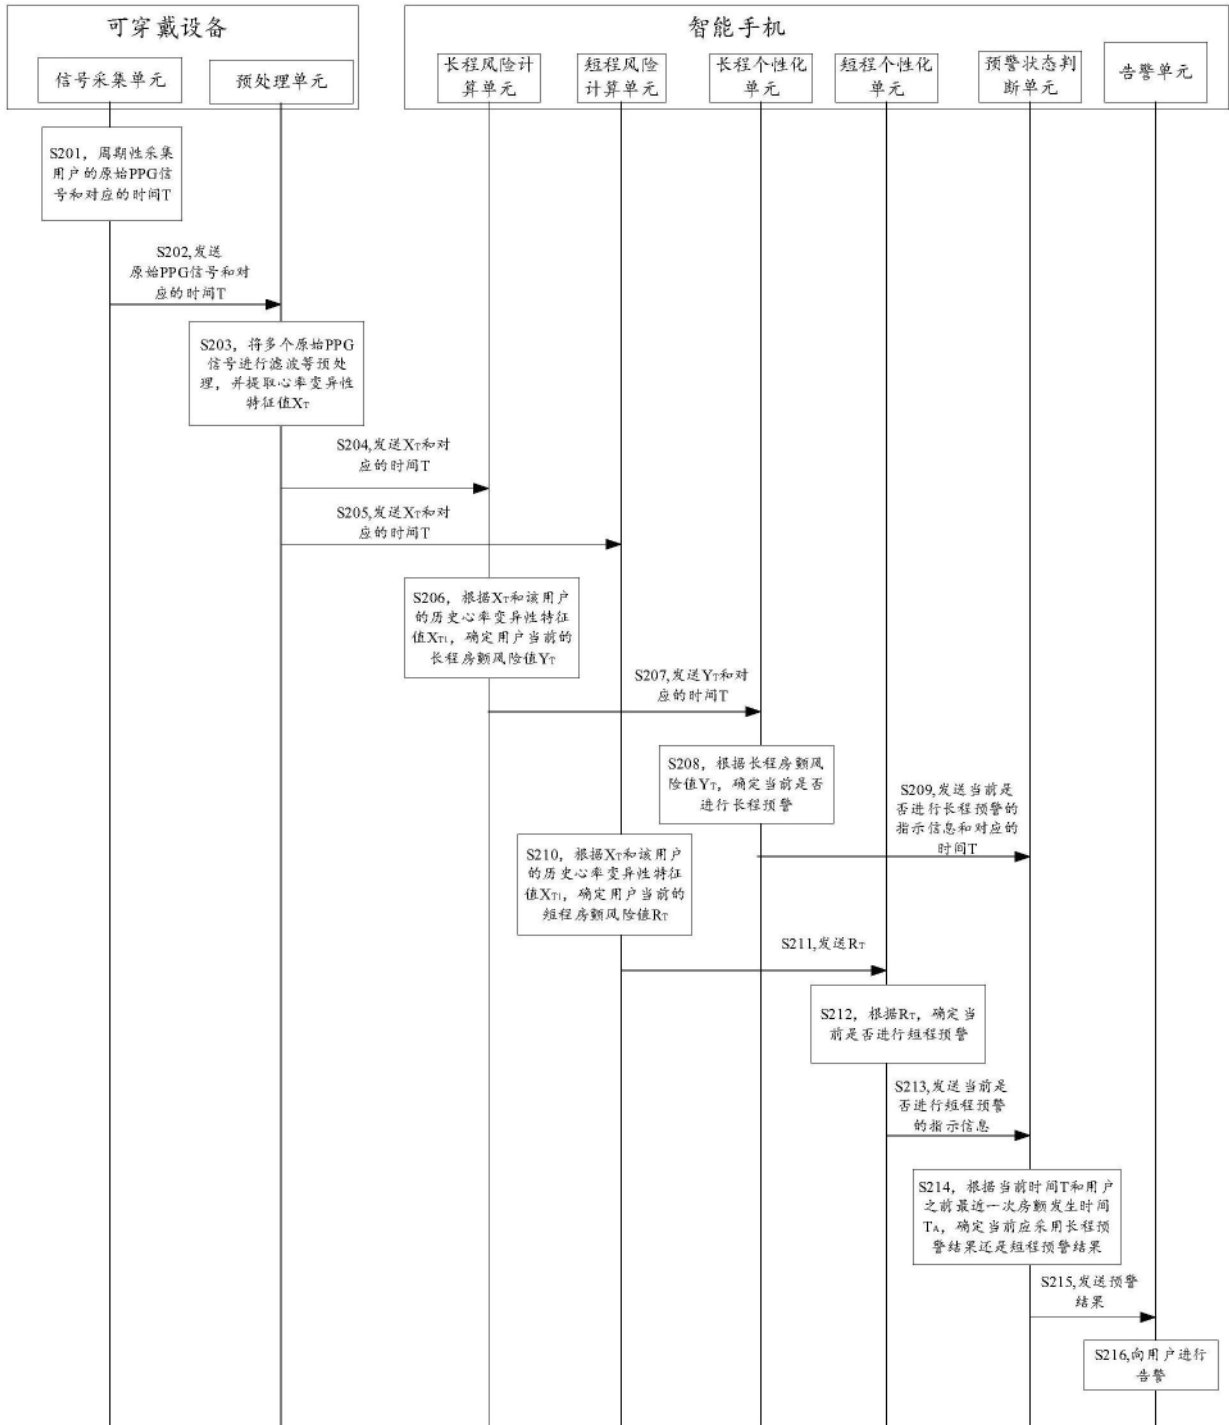 可穿戴设备
智能手机
信号采集单元
预处理单元
长程风险计
算单元
短程风险
计算单元
长程个性化
单元
短程个性化
单元
预警状态判
断单元
告警单元
S201，周期性采集
用户的原始PPG信
号和对应的时间T
S202,发送
原始PPG信号和对
应的时间T
S203，将多个原始PPG
信号进行滤波等预处
理，并提取心率变异性
特征值XT
S204,发送XT和对
应的时间T
S205,发送XT和对
应的时间T
S206，根据XT和该用户
的历史心率变异性特征
值XT1，确定用户当前的
长程房颤风险值YT
S207,发送YT和对
应的时间T
S208，根据长程房颤风
险值YT，确定当前是否
进行长程预警
S209,发送当前是
否进行长程预警的
指示信息和对应的
时间T
S210，根据XT和该用户
的历史心率变异性特征
值XT1，确定用户当前的
短程房颤风险值RT
S211,发送RT
S212，根据RT，确定当
前是否进行短程预警
S213,发送当前是
否进行短程预警
的指示信息
S214，根据当前时间T和用户
之前最近一次房颤发生时间
TA，确定当前应采用长程预
警结果还是短程预警结果
S215,发送预警
结果
S216,向用户进行
告警